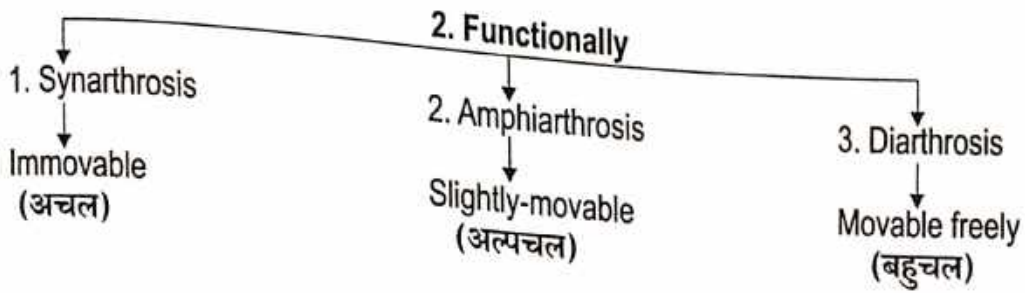 2. Functionally
1. Synarthrosis
Immovable
(अचल)
2. Amphiarthrosis
Slightly-movable
(अल्पचल)
3. Diarthrosis
Movable freely
(बहुचल)